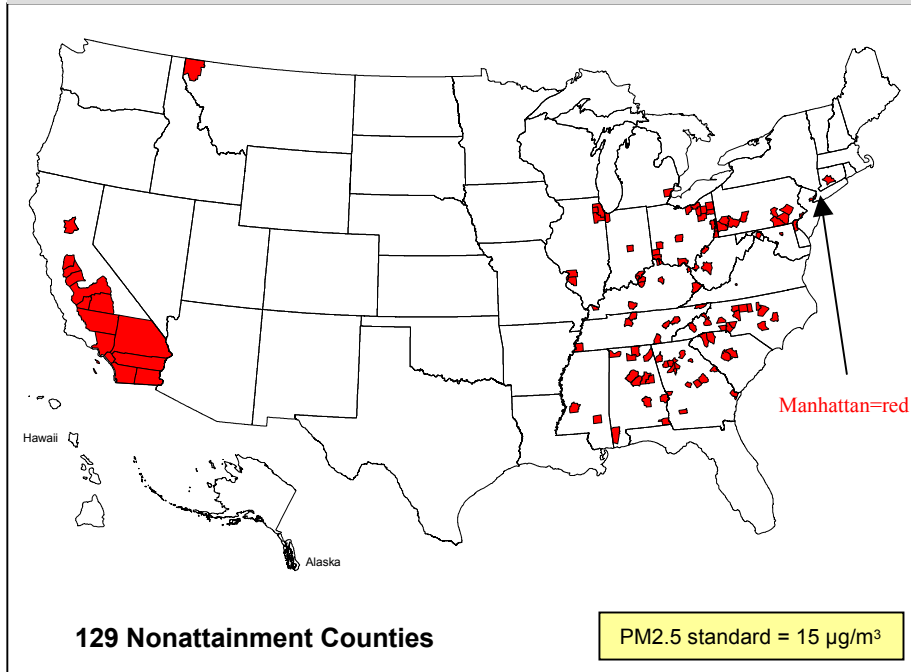 Manhattan=red
Hawaii
Alaska
129 Nonattainment Counties
PM2.5 standard = 15 µg/m³